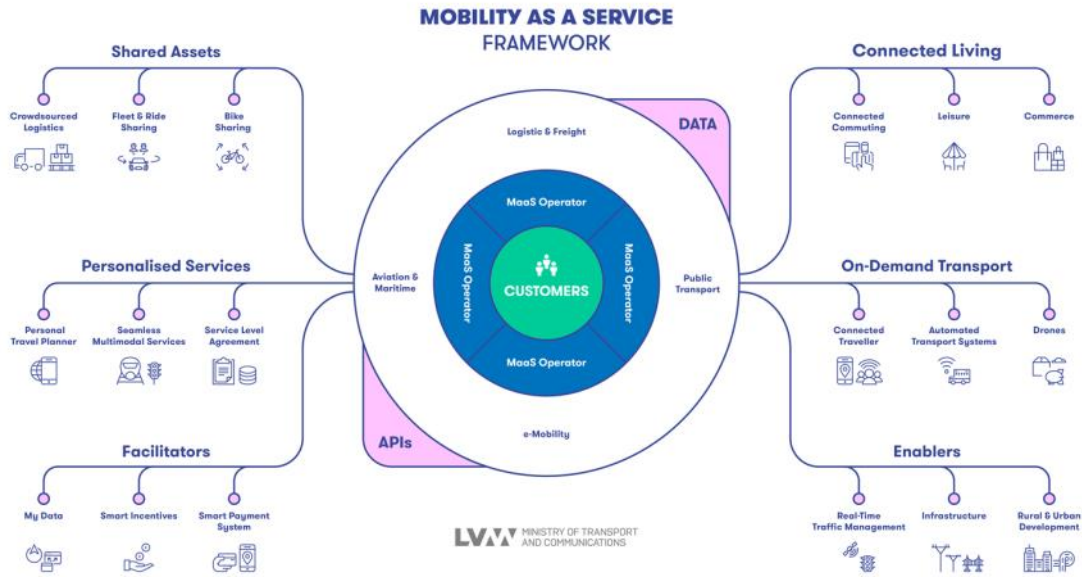 MOBILITY AS A SERVICE
FRAMEWORK
Shared Assets
Crowdsourced
Logistics
Fleet & Ride
Sharing
Bike
Sharing
Personalised Services
Personal
Travel Planner
Seamless
Multimodal Services
Service Level
Agreement
Facilitators
My Data
Smart Incentives
Smart Payment
System
DATA
Logistic & Freight
MaaS Operator
MaaS Operator
CUSTOMERS
MaaS Operator
MaaS Operator
Aviation &
Maritime
Public
Transport
e-Mobility
APIs
Connected Living
Connected
Commuting
Leisure
Commerce
On-Demand Transport
Connected
Traveller
Automated
Transport Systems
Drones
Enablers
Real-Time
Traffic Management
Infrastructure
Rural & Urban
Development
LVM MINISTRY OF TRANSPORT
AND COMMUNICATIONS